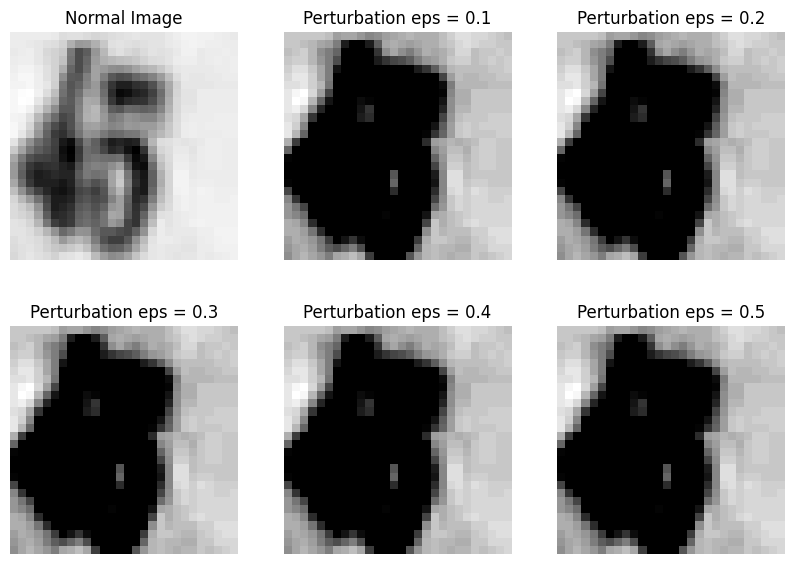 Normal Image
Perturbation eps = 0.1
Perturbation eps = 0.2
Perturbation eps = 0.3
Perturbation eps = 0.4
Perturbation eps = 0.5